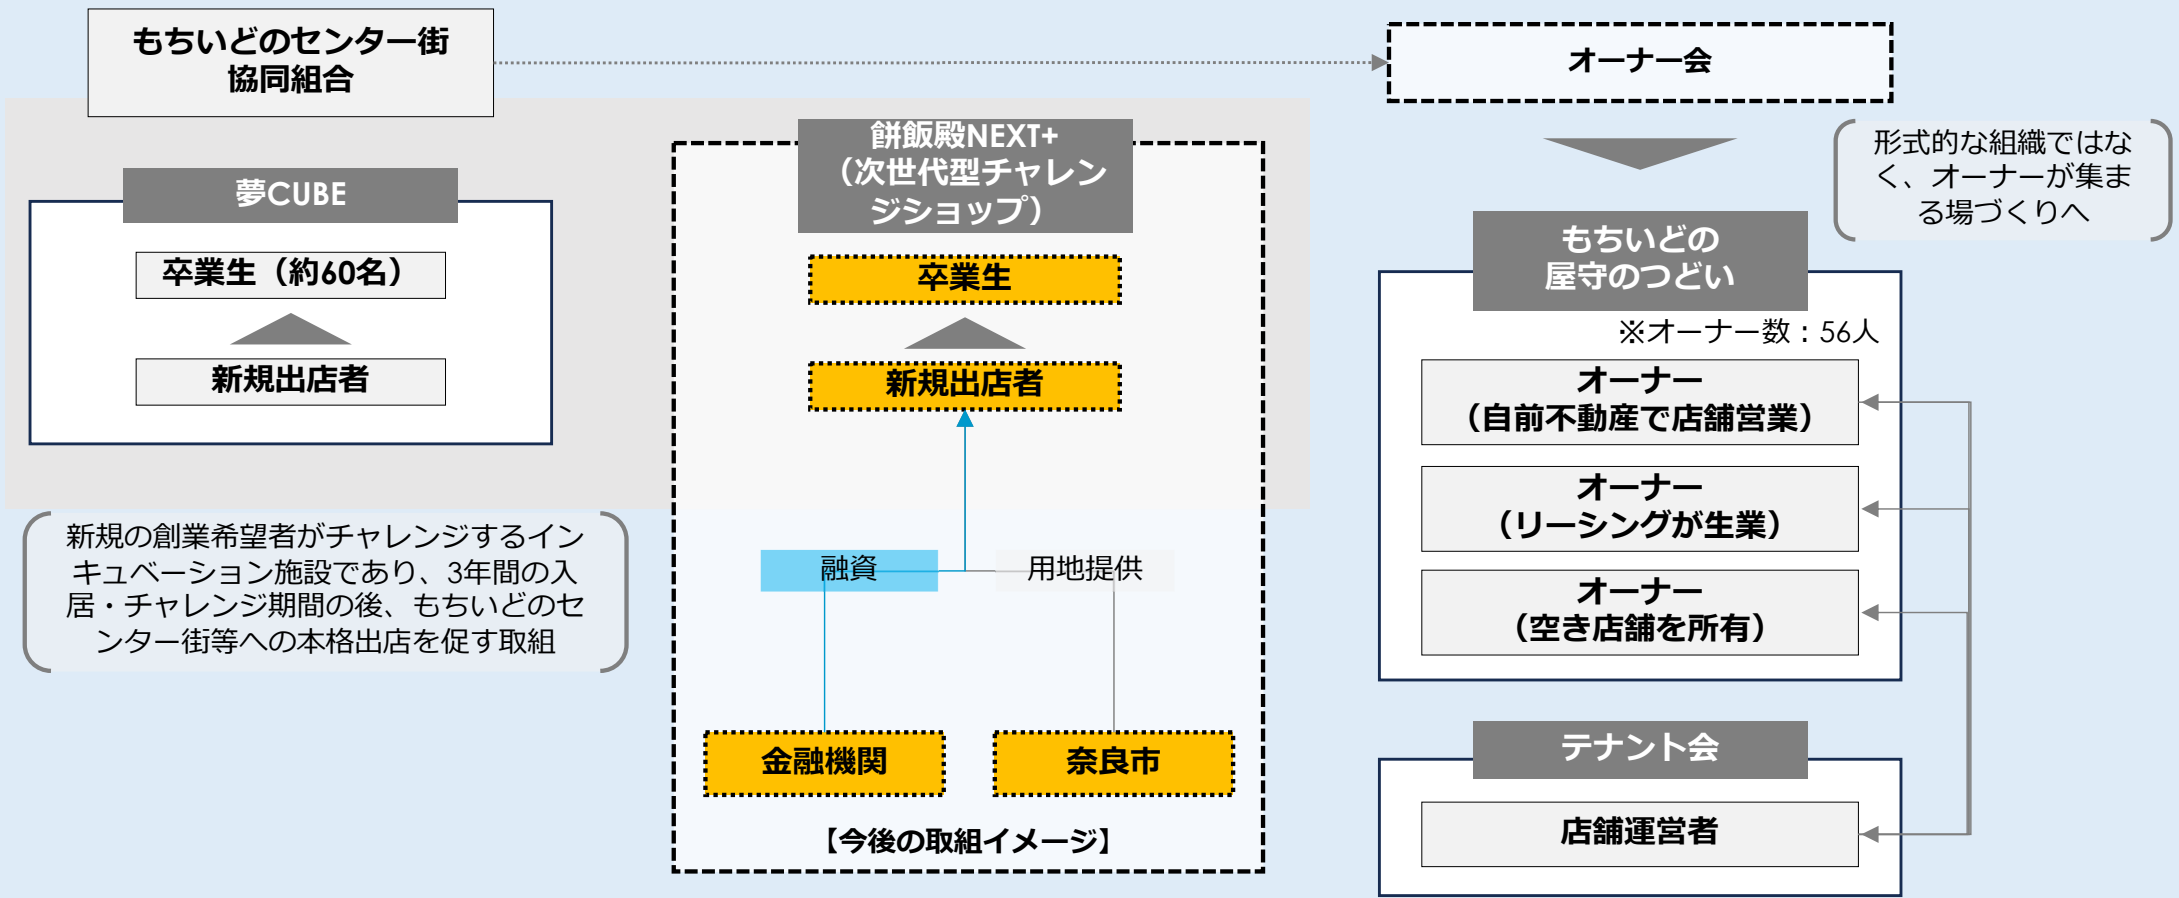 もちいどのセンター街
協同組合
夢CUBE
卒業生（約60名）
新規出店者
新規の創業希望者がチャレンジするイン
キュベーション施設であり、3年間の入
居・チャレンジ期間の後、もちいどのセ
ンター街等への本格出店を促す取組
餅飯殿NEXT+
（次世代型チャレン
ジショップ）
卒業生
新規出店者
融資
用地提供
金融機関
奈良市
【今後の取組イメージ】
オーナー会
形式的な組織ではな
く、オーナーが集ま
る場づくりへ
もちいどの
屋守のつどい
※オーナー数：56人
オーナー
（自前不動産で店舗営業）
オーナー
（リーシングが生業）
オーナー
（空き店舗を所有）
テナント会
店舗運営者